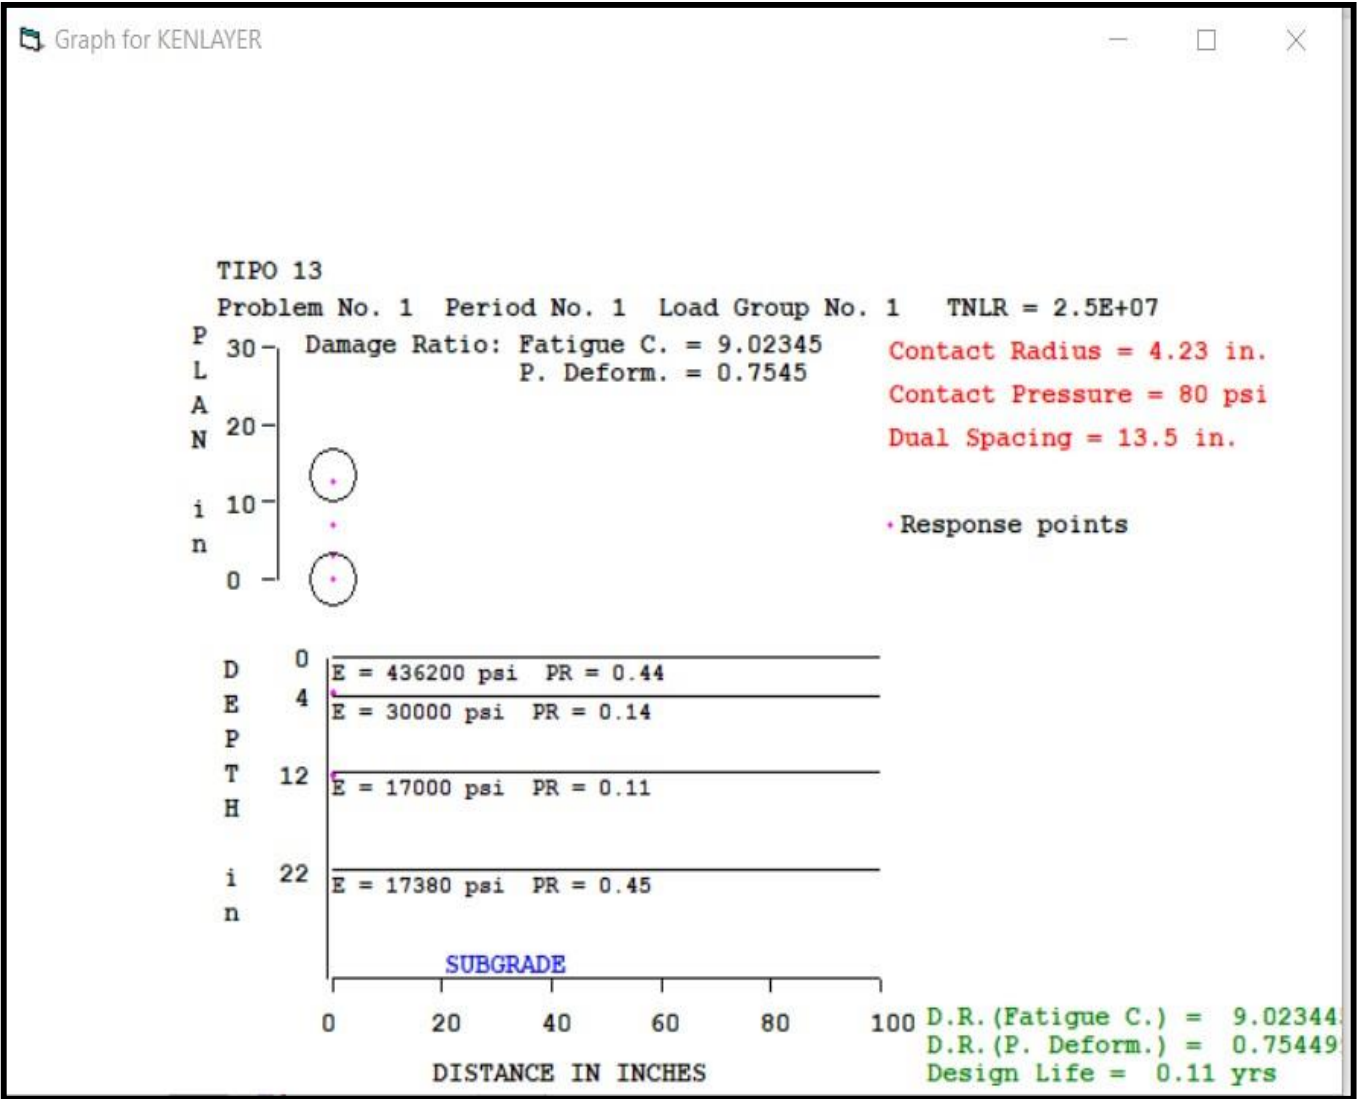 Graph for KENLAYER
TIPO 13
Problem No. 1 Period No. 1 Load Group No. 1 TNLR = 2.5E+07
Damage Ratio: Fatigue C. = 9.02345
P. Deform. = 0.7545
PLAN in
30
20
10
0
Contact Radius = 4.23 in.
Contact Pressure = 80 psi
Dual Spacing = 13.5 in.
Response points
DEPTH in
0
E = 436200 psi PR = 0.44
4
E = 30000 psi PR = 0.14
12
E = 17000 psi PR = 0.11
22
E = 17380 psi PR = 0.45
SUBGRADE
0 20 40 60 80 100
DISTANCE IN INCHES
D.R.(Fatigue C.) = 9.02344
D.R.(P. Deform.) = 0.75449
Design Life = 0.11 yrs